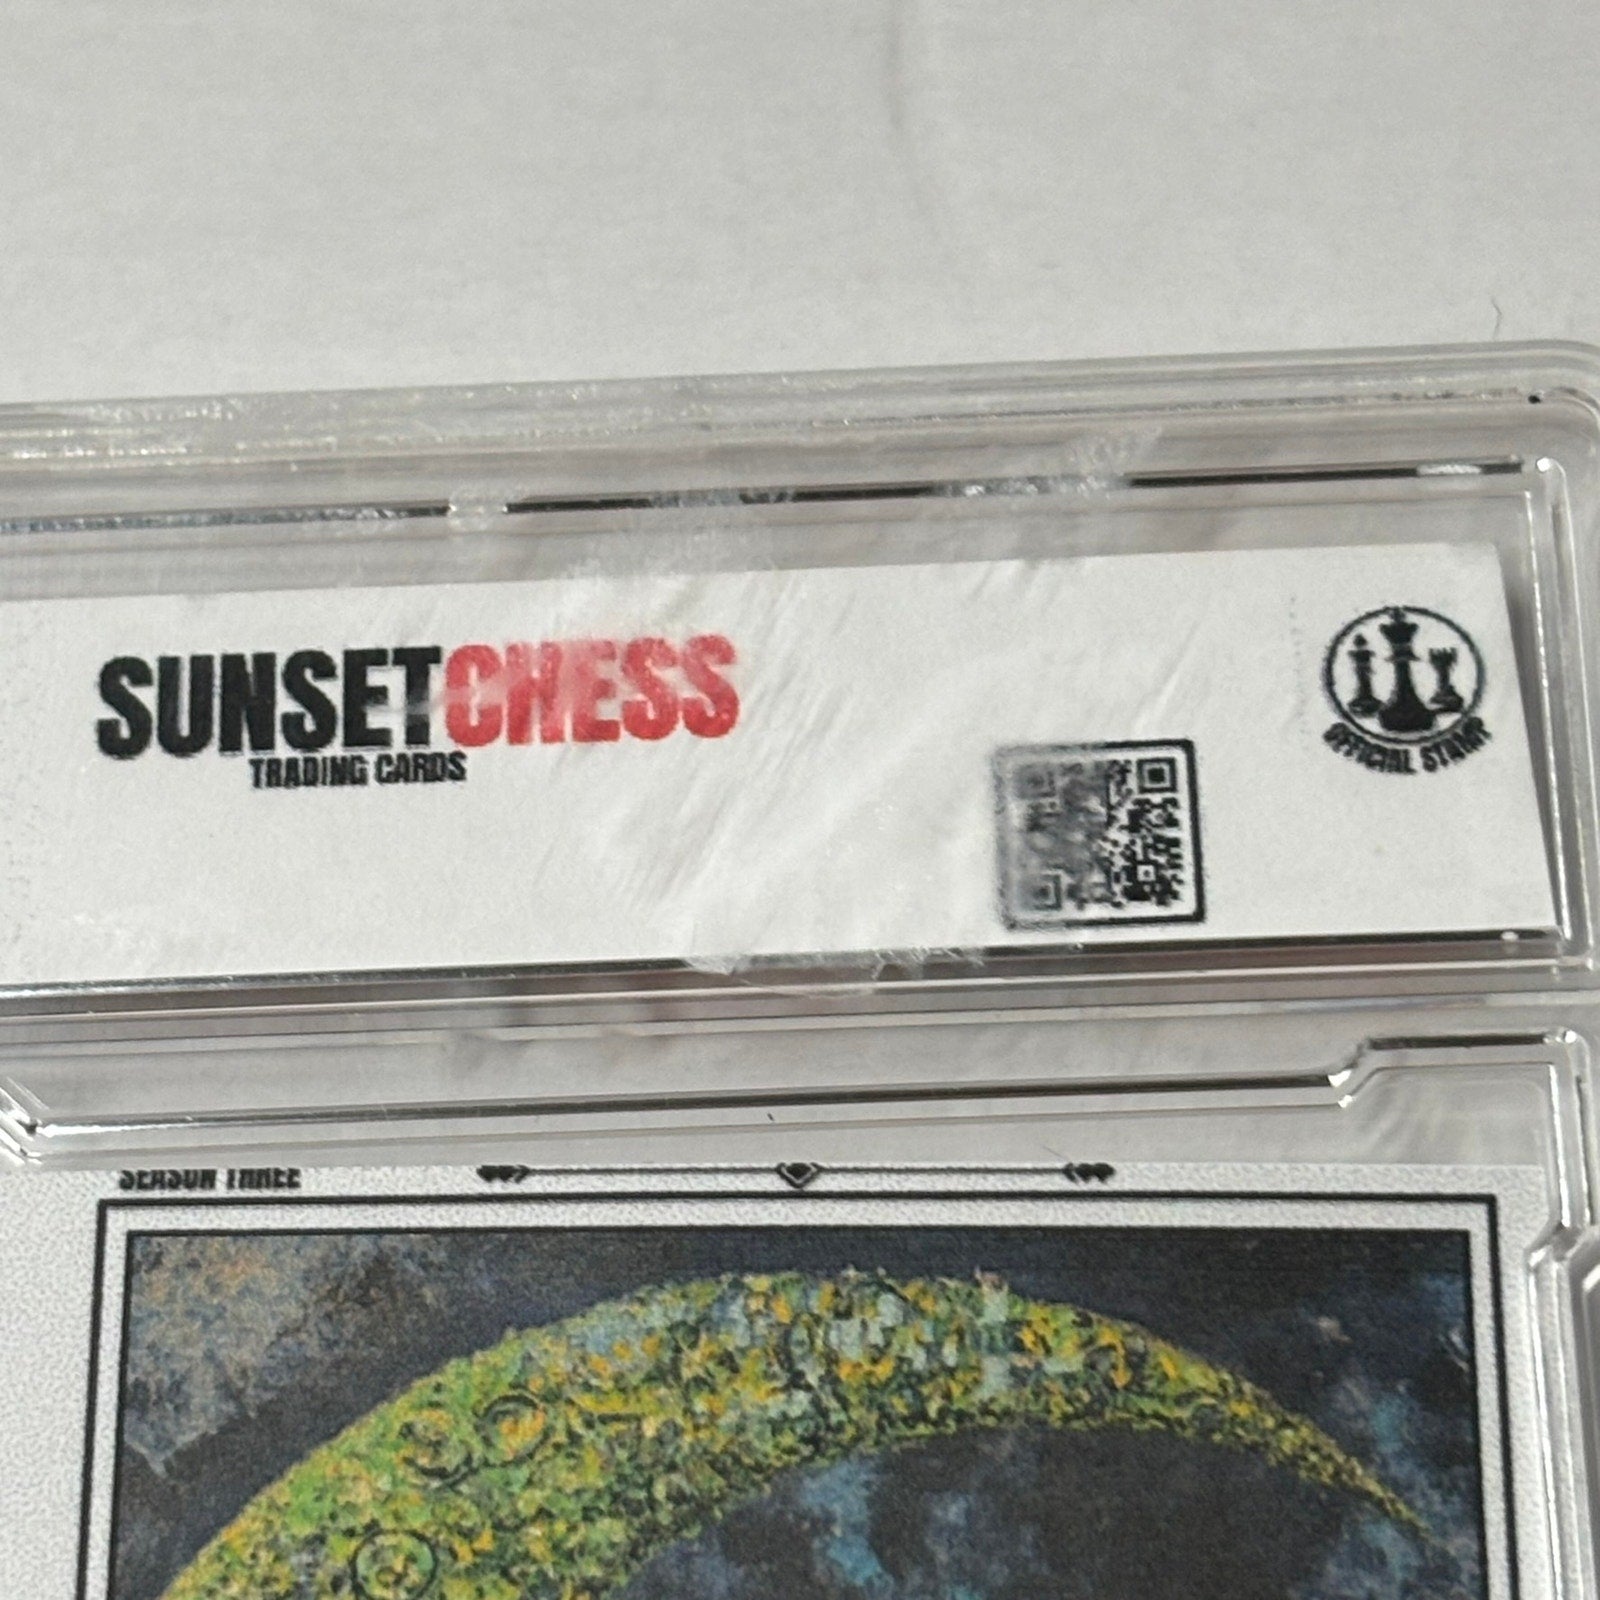 SUNSETCHESS
TRADING CARDS
OFFICIAL STAMP
SEASON THREE